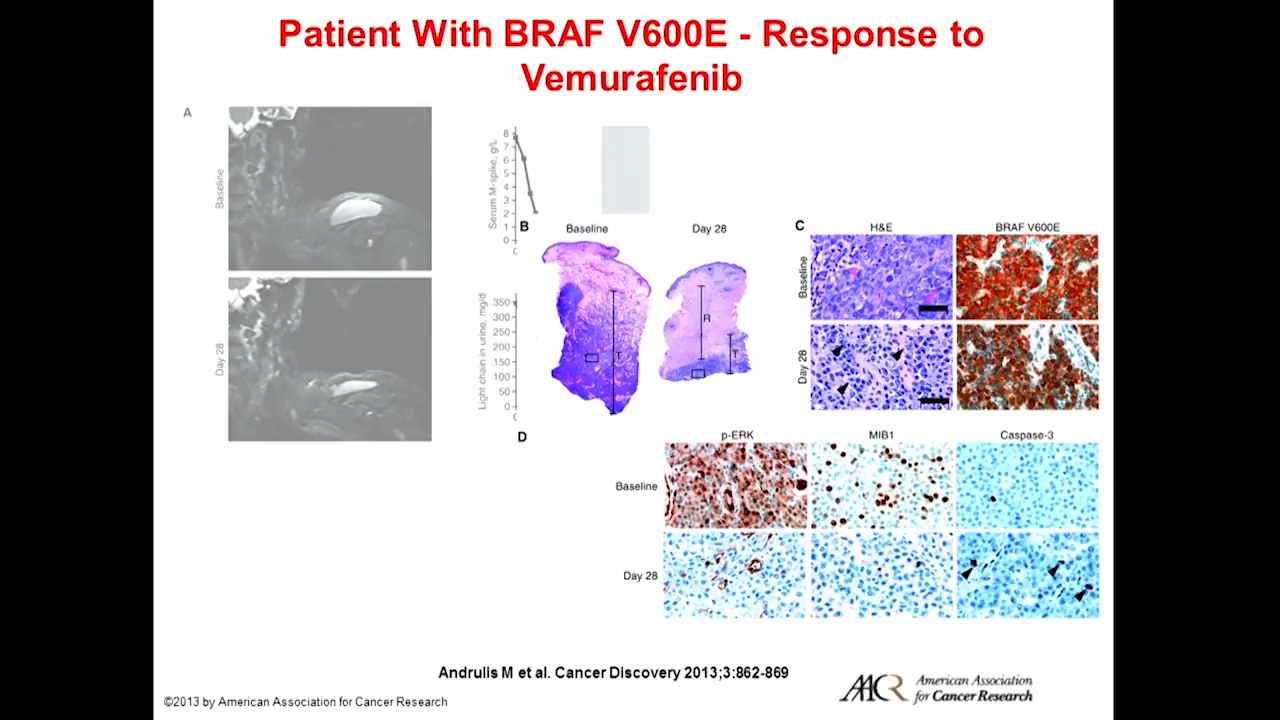 Patient With BRAF V600E - Response to
Vemurafenib
A
Baseline
Day 28
Serum M-spike, g/L
8
7
6
5
4
3
2
1
0
Light chain in urine, mg/d
350
300
250
200
150
100
50
0
B
Baseline
Day 28
T
R
T
C
H&E
BRAF V600E
Baseline
Day 28
D
p-ERK
MIB1
Caspase-3
Baseline
Day 28
Andrulis M et al. Cancer Discovery 2013;3:862-869
©2013 by American Association for Cancer Research
AACR American Association
for Cancer Research